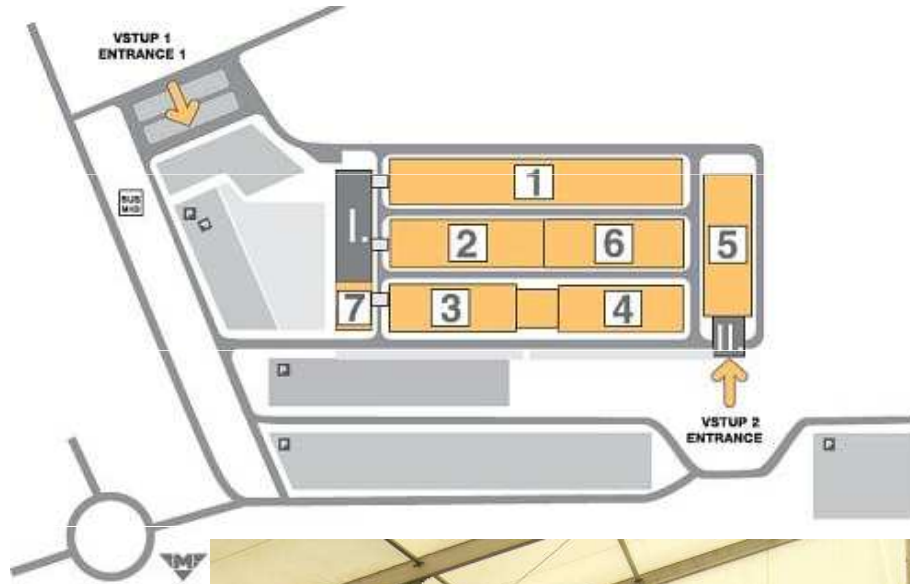 VSTUP 1
ENTRANCE 1
BUS
MHD
P
I.
1
2
6
5
7
3
4
II.
P
VSTUP 2
ENTRANCE
P
P
M